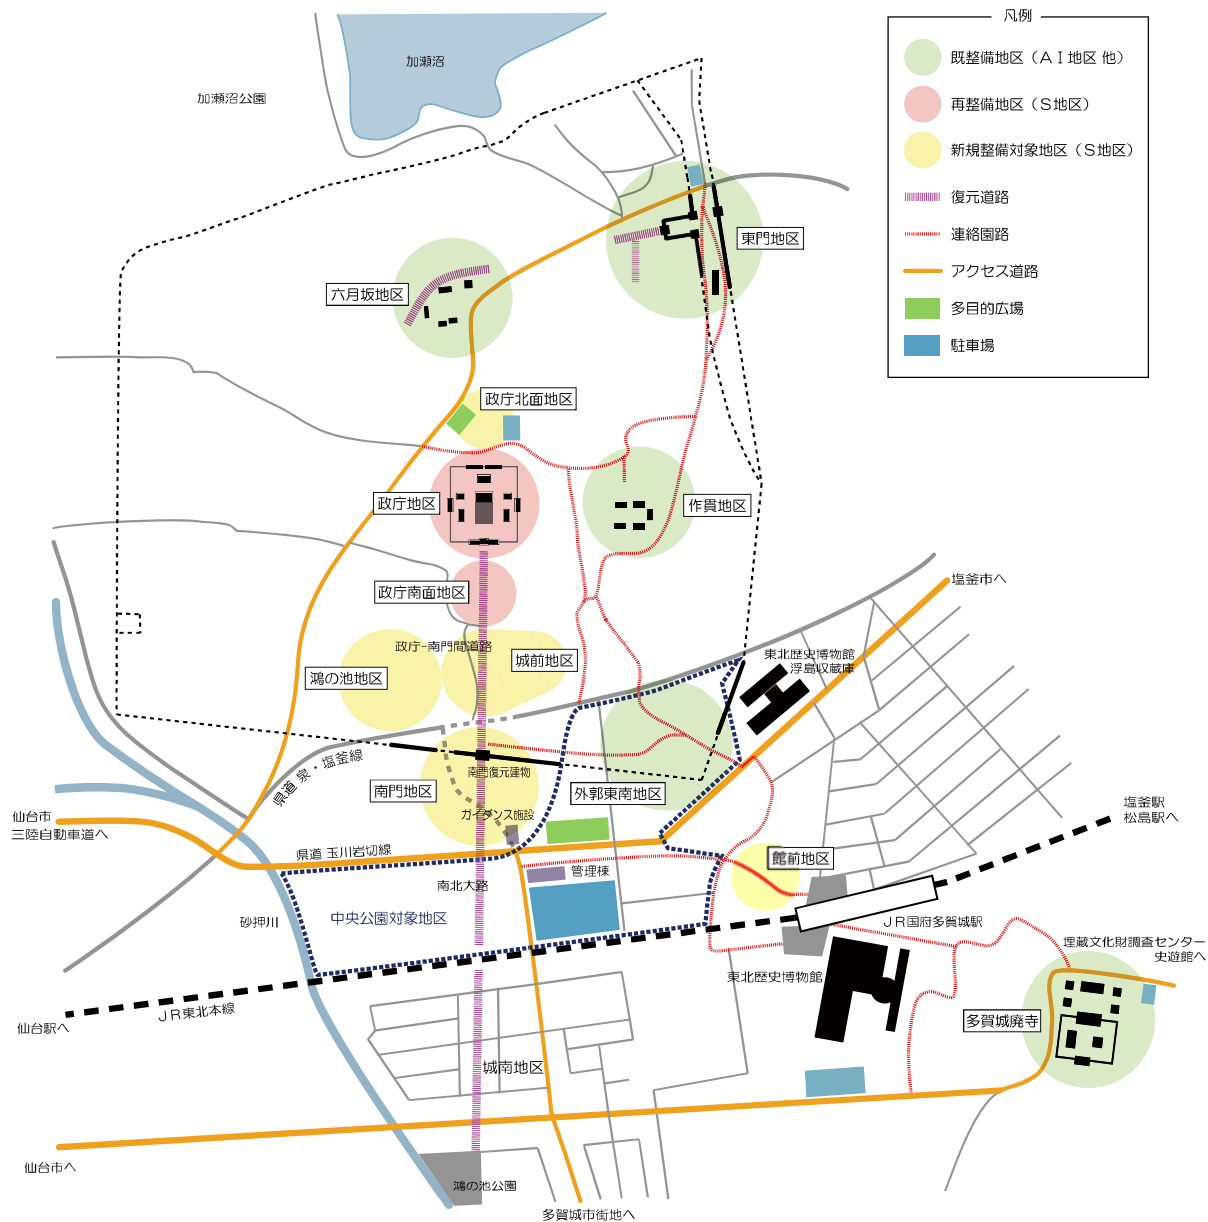 凡例
既整備地区（ＡⅠ地区 他）
再整備地区（Ｓ地区）
新規整備対象地区（Ｓ地区）
復元道路
連絡園路
アクセス道路
多目的広場
駐車場
加瀬沼
加瀬沼公園
東門地区
六月坂地区
政庁北面地区
政庁地区
作貫地区
政庁南面地区
塩釜市へ
政庁-南門間道路
城前地区
東北歴史博物館
浮島収蔵庫
鴻の池地区
県道 泉・塩釜線
南門復元建物
南門地区
外郭東南地区
ガイダンス施設
塩釜駅
松島駅へ
仙台市
三陸自動車道へ
県道 玉川岩切線
館前地区
管理棟
南北大路
中央公園対象地区
砂押川
ＪＲ国府多賀城駅
埋蔵文化財調査センター
史遊館へ
東北歴史博物館
多賀城廃寺
ＪＲ東北本線
仙台駅へ
城南地区
仙台市へ
鴻の池公園
多賀城市街地へ